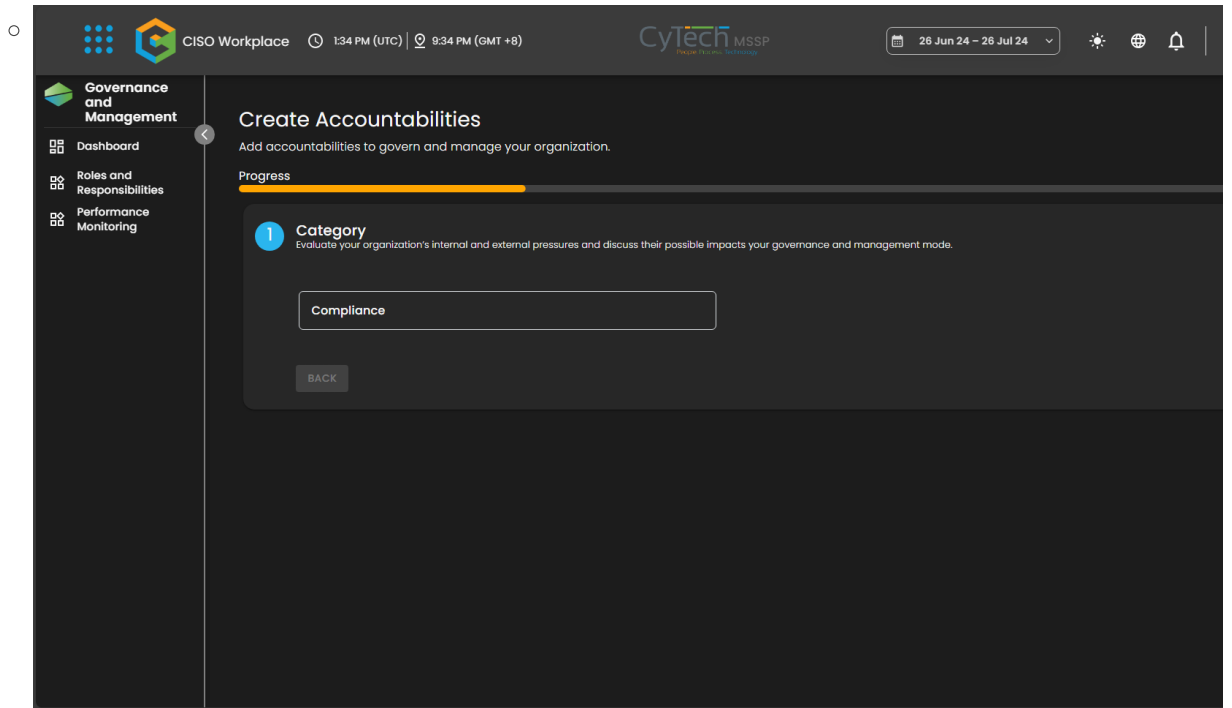 CISO Workplace
1:34 PM (UTC)
9:34 PM (GMT +8)
CyTech MSSP
People Process Technology
26 Jun 24 – 26 Jul 24
Governance
and
Management
Dashboard
Roles and
Responsibilities
Performance
Monitoring
Create Accountabilities
Add accountabilities to govern and manage your organization.
Progress
1
Category
Evaluate your organization's internal and external pressures and discuss their possible impacts your governance and management mode.
Compliance
BACK